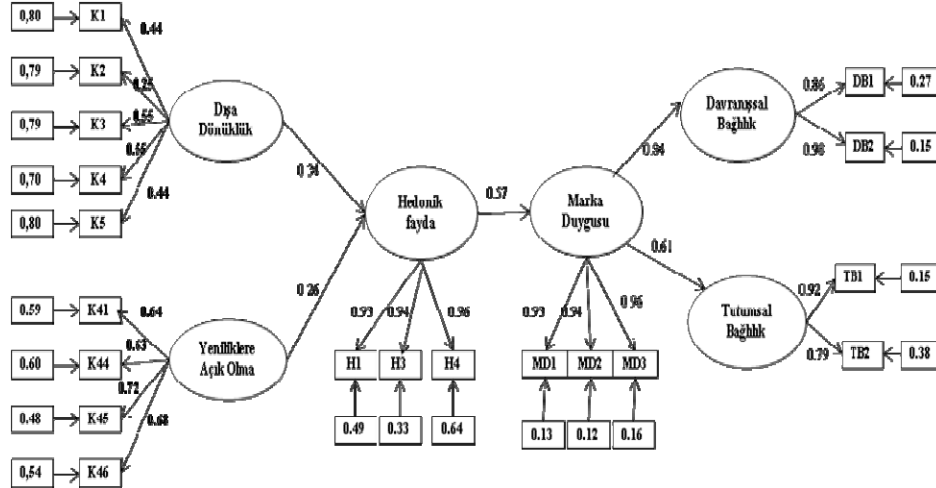 0,80
K1
0.44
0,79
K2
0.25
0,79
K3
0.55
0,70
K4
0.55
0,80
K5
0.44
Dışa
Dönüklük
0.34
0.59
K41
0.64
0.60
K44
0.63
0.48
K45
0.72
0,54
K46
0.68
Yeniliklere
Açık Olma
0.26
Hedonik
fayda
0.57
0.93
0.94
0.96
H1
H3
H4
0.49
0.33
0.64
Marka
Duygusu
0.93
0.94
0.96
MD1
MD2
MD3
0.13
0.12
0.16
0.61
Davranışsal
Bağlılık
0.86
DB1
0.27
0.98
DB2
0.15
Tutumsal
Bağlılık
0.92
TB1
0.15
0.79
TB2
0.38